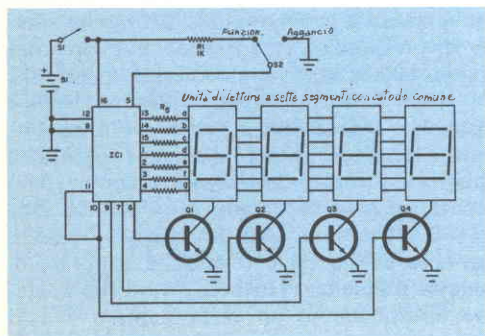 S1
R1
1K
Funzion.
Aggancio
S2
B1
+
16
5
Unità di lettura a sette segmenti con catodo comune
12
8
IC1
R6
13
a
14
b
15
c
1
d
2
e
3
f
4
g
11
10
9
7
6
Q1
Q2
Q3
Q4